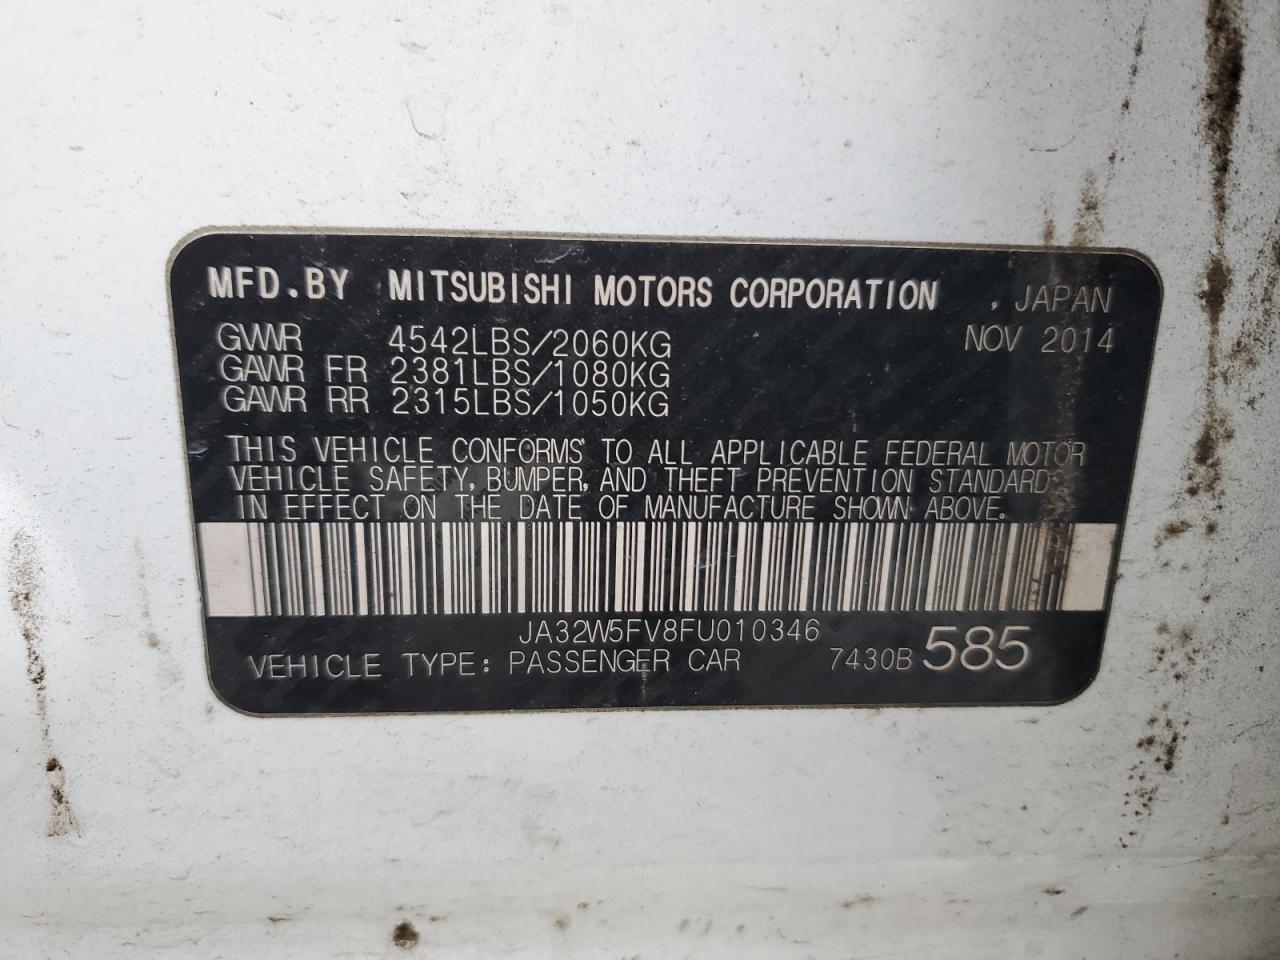 MFD.BY MITSUBISHI MOTORS CORPORATION , JAPAN
GVWR 4542LBS/2060KG NOV 2014
GAWR FR 2381LBS/1080KG
GAWR RR 2315LBS/1050KG
THIS VEHICLE CONFORMS TO ALL APPLICABLE FEDERAL MOTOR
VEHICLE SAFETY, BUMPER, AND THEFT PREVENTION STANDARDS
IN EFFECT ON THE DATE OF MANUFACTURE SHOWN ABOVE.
JA32W5FV8FU010346
VEHICLE TYPE: PASSENGER CAR 7430B 585